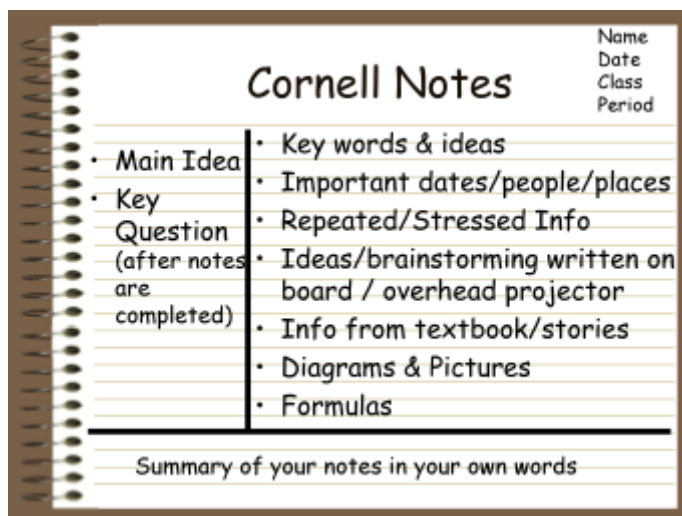 Name
Date
Class
Period
Cornell Notes
• Main Idea
• Key
Question
(after notes
are
completed)
• Key words & ideas
• Important dates/people/places
• Repeated/Stressed Info
• Ideas/brainstorming written on
board / overhead projector
• Info from textbook/stories
• Diagrams & Pictures
• Formulas
Summary of your notes in your own words